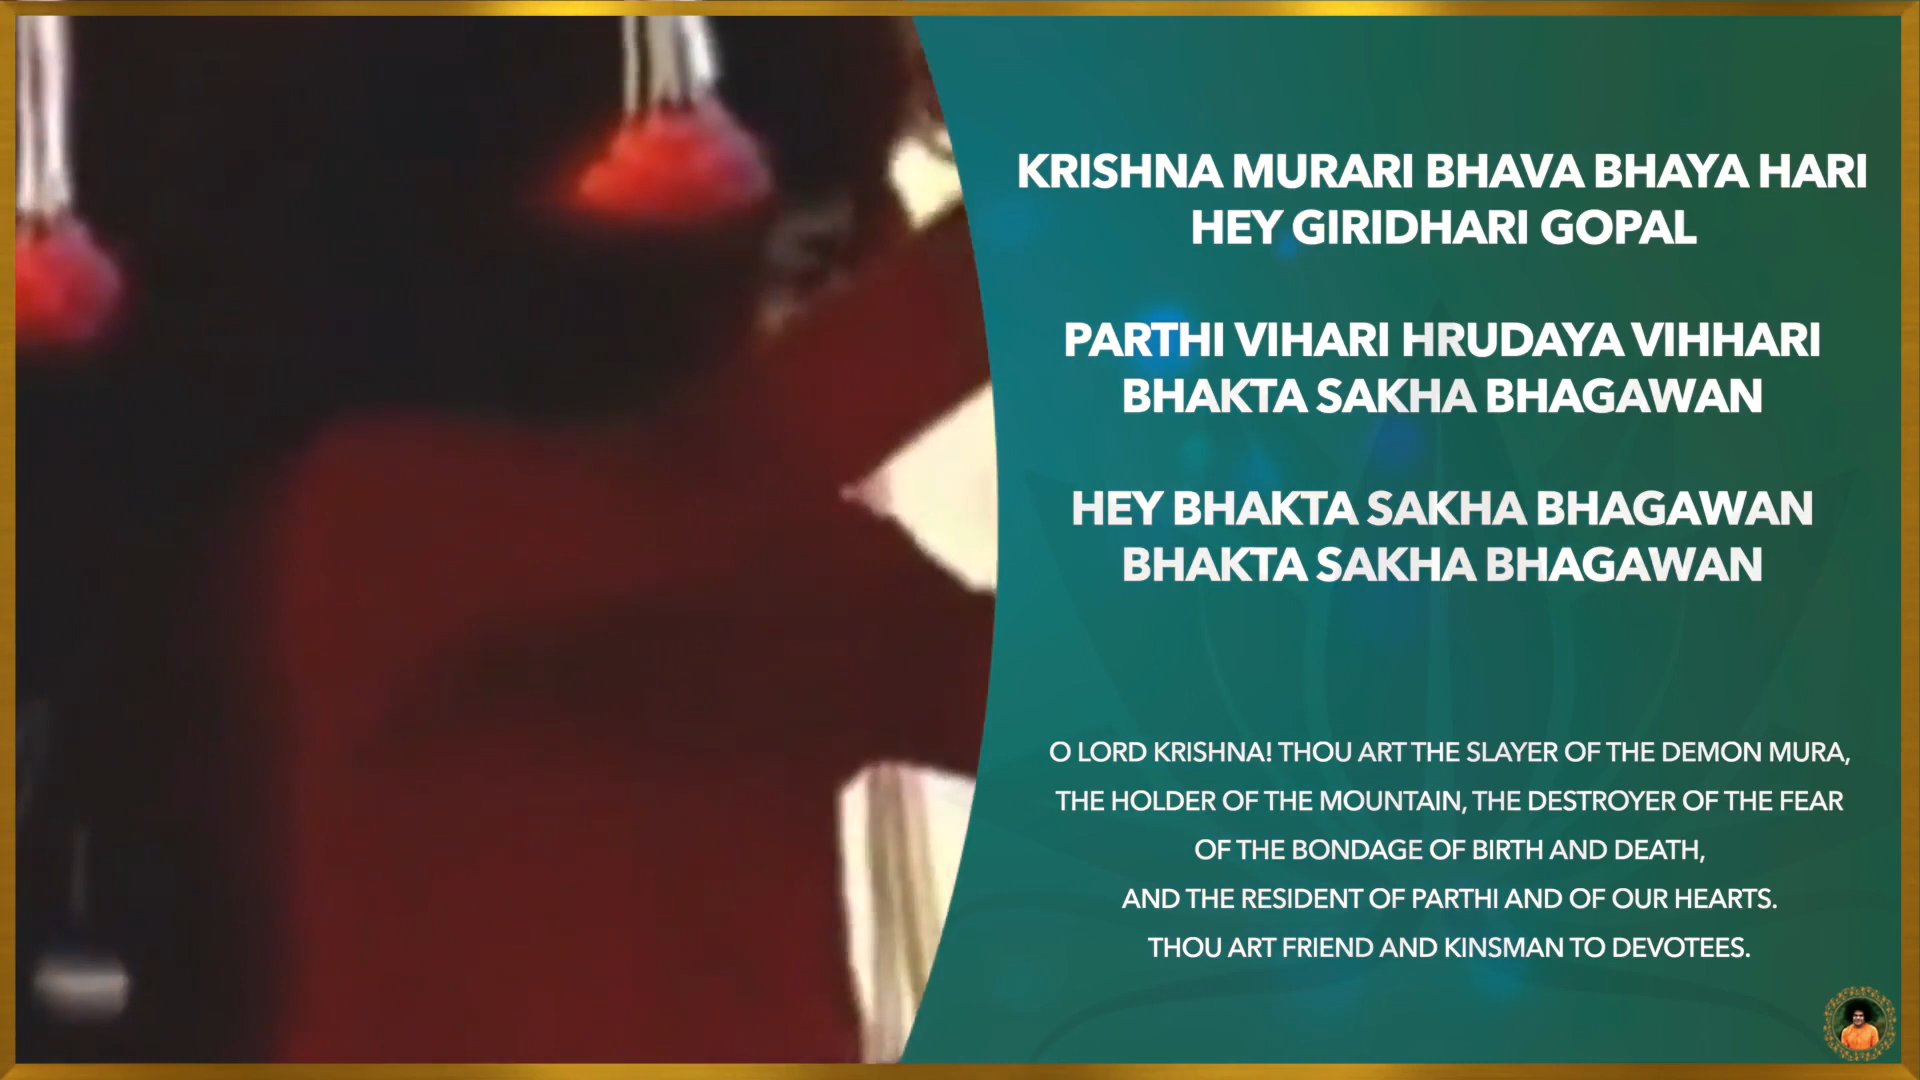 KRISHNA MURARI BHAVA BHAYA HARI
HEY GIRIDHARI GOPAL
PARTHI VIHARI HRUDAYA VIHHARI
BHAKTA SAKHA BHAGAWAN
HEY BHAKTA SAKHA BHAGAWAN
BHAKTA SAKHA BHAGAWAN
O LORD KRISHNA! THOU ART THE SLAYER OF THE DEMON MURA,
THE HOLDER OF THE MOUNTAIN, THE DESTROYER OF THE FEAR
OF THE BONDAGE OF BIRTH AND DEATH,
AND THE RESIDENT OF PARTHI AND OF OUR HEARTS.
THOU ART FRIEND AND KINSMAN TO DEVOTEES.